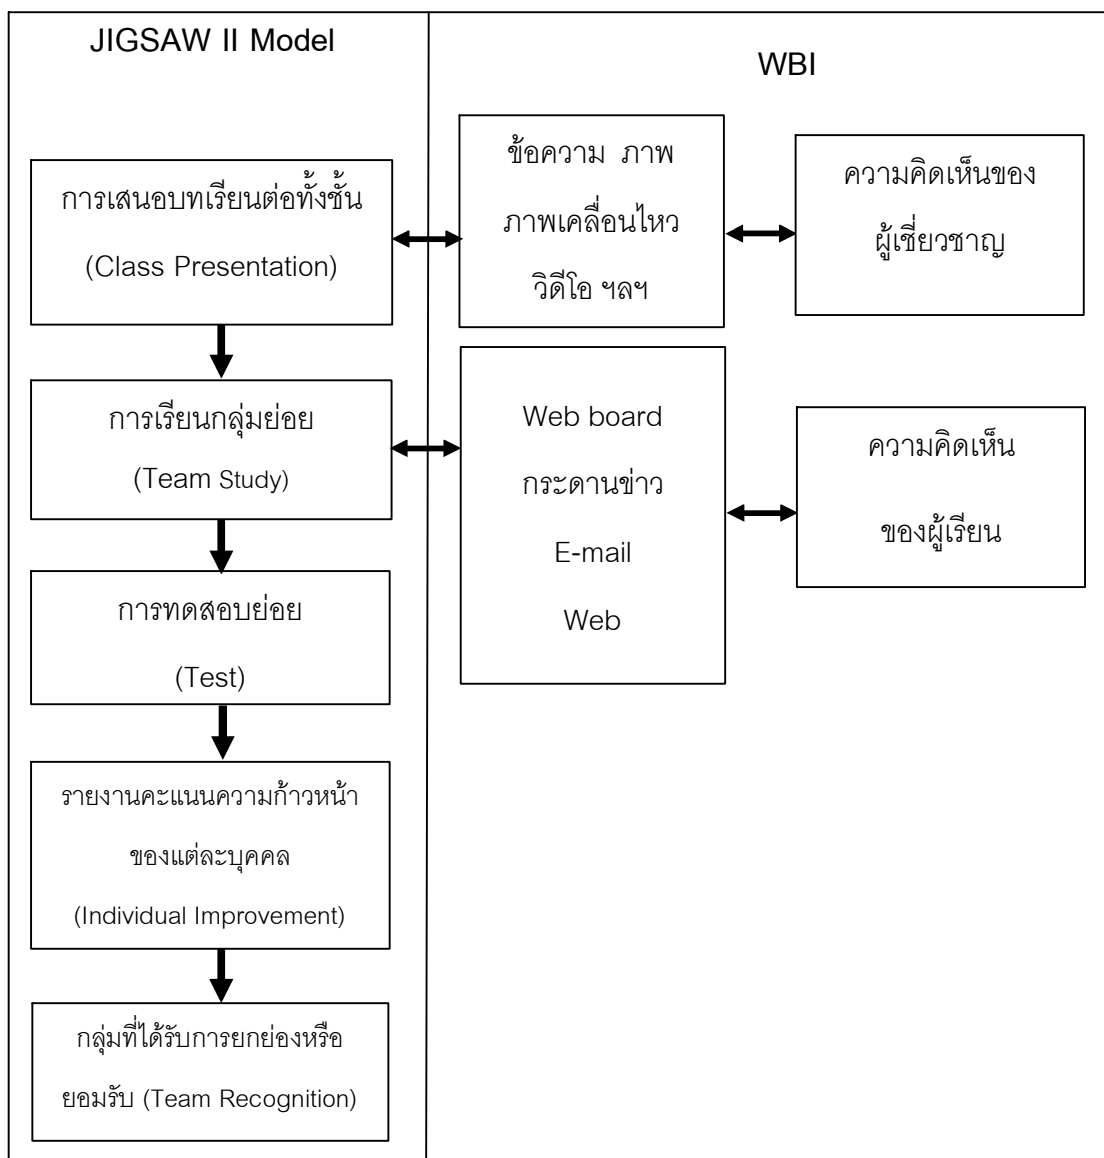 JIGSAW II Model
การเสนอบทเรียนต่อทั้งชั้น
(Class Presentation)
การเรียนกลุ่มย่อย
(Team Study)
การทดสอบย่อย
(Test)
รายงานคะแนนความก้าวหน้า
ของแต่ละบุคคล
(Individual Improvement)
กลุ่มที่ได้รับการยกย่องหรือ
ยอมรับ (Team Recognition)
WBI
ข้อความ ภาพ
ภาพเคลื่อนไหว
วิดีโอ ฯลฯ
ความคิดเห็นของ
ผู้เชี่ยวชาญ
Web board
กระดานข่าว
E-mail
Web
ความคิดเห็น
ของผู้เรียน